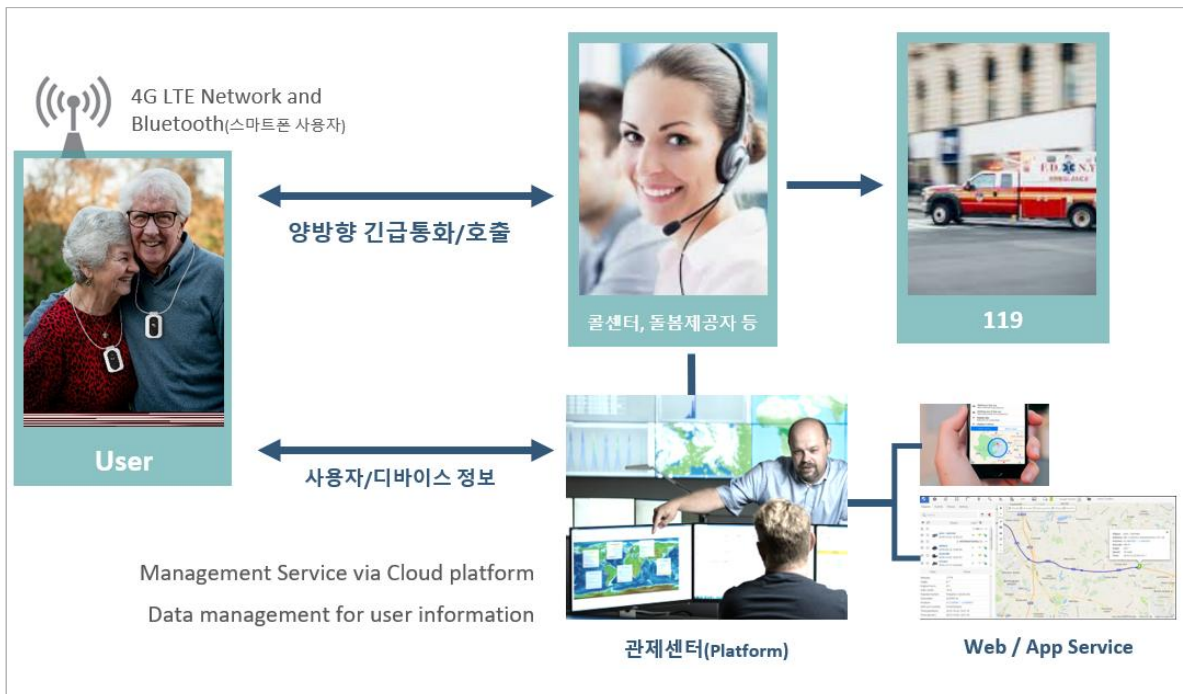 4G LTE Network and
Bluetooth(스마트폰 사용자)
양방향 긴급통화/호출
User
콜센터, 돌봄제공자 등
F.D. N.Y
AMBULANCE
119
사용자/디바이스 정보
Management Service via Cloud platform
Data management for user information
관제센터(Platform)
Web / App Service